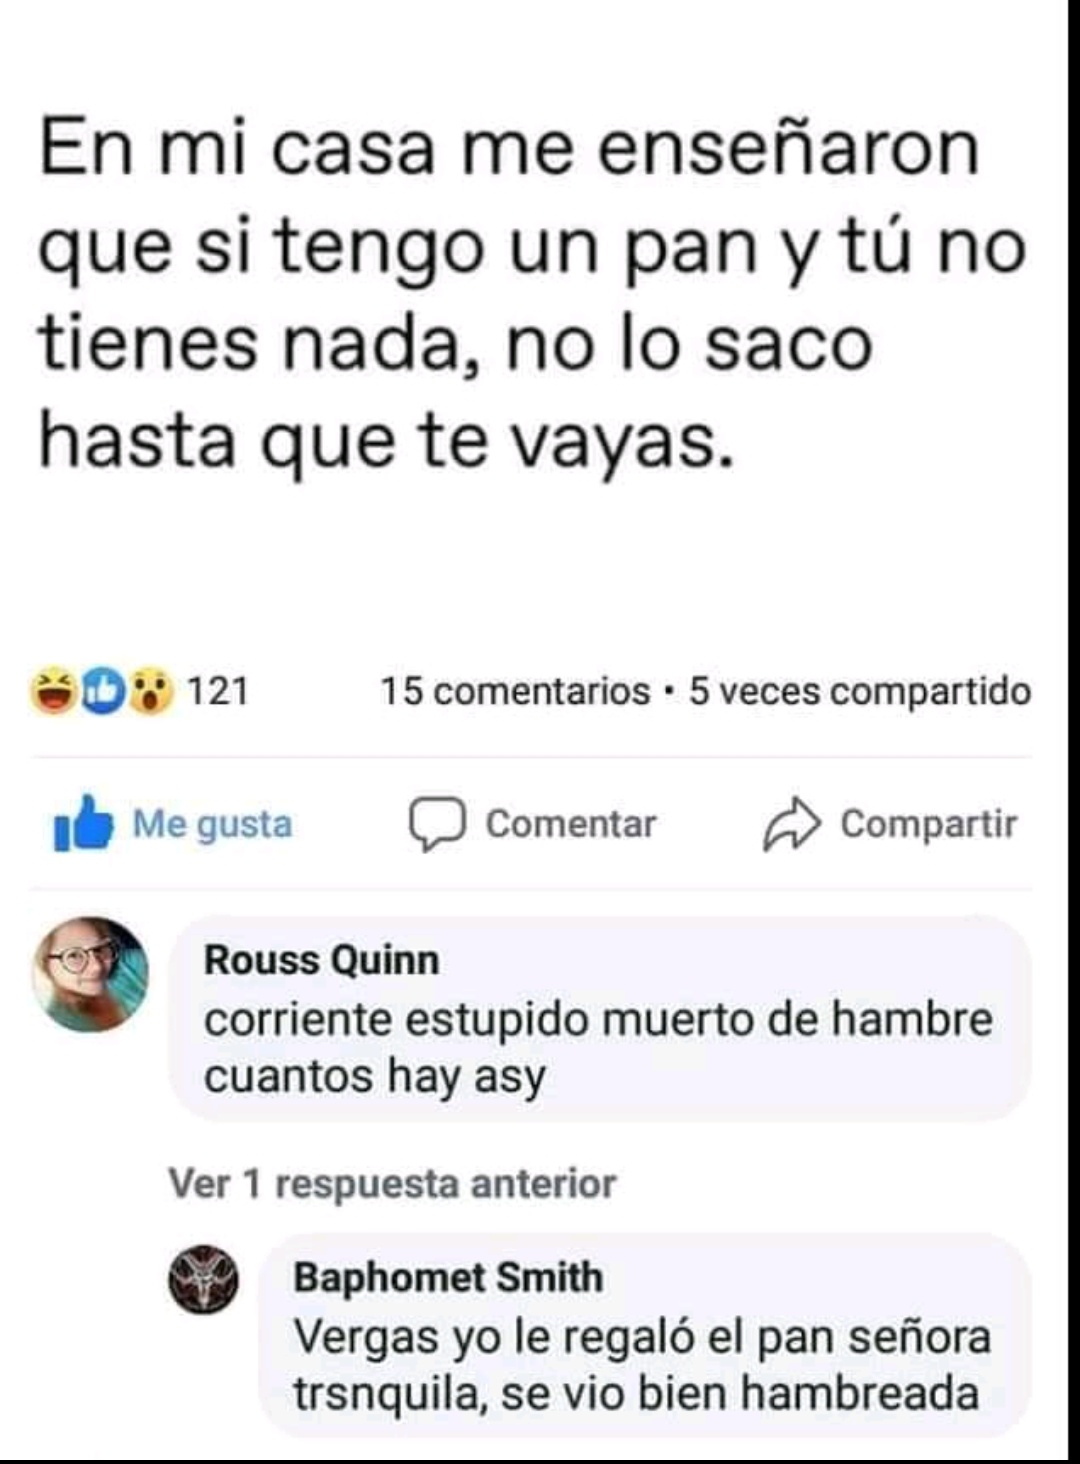 En mi casa me enseñaron
que si tengo un pan y tú no
tienes nada, no lo saco
hasta que te vayas.
121 15 comentarios • 5 veces compartido
Me gusta Comentar Compartir
Rouss Quinn
corriente estupido muerto de hambre
cuantos hay asy
Ver 1 respuesta anterior
Baphomet Smith
Vergas yo le regaló el pan señora
trsnquila, se vio bien hambreada